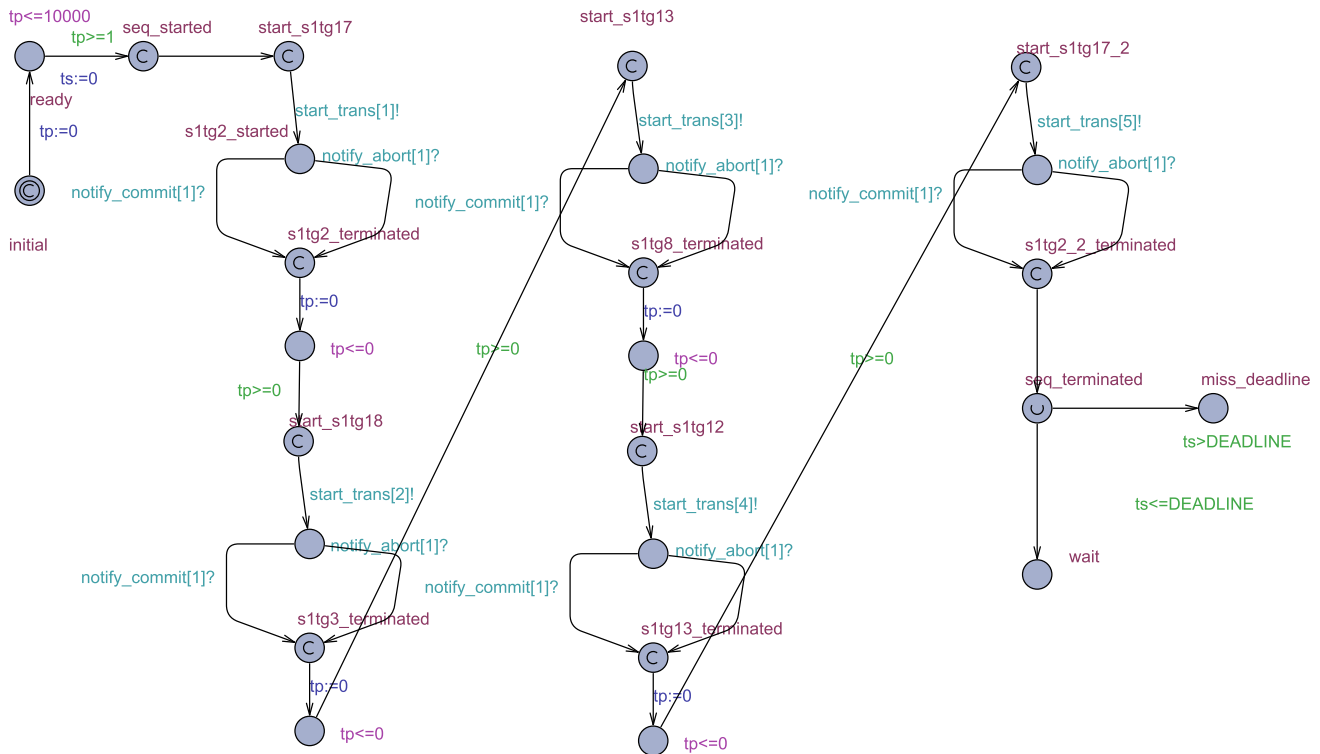 tp<=10000
tp>=1
seq_started
start_s1tg17
ts:=0
ready
tp:=0
initial
start_trans[1]!
s1tg2_started
notify_abort[1]?
notify_commit[1]?
s1tg2_terminated
tp:=0
tp<=0
tp>=0
start_s1tg18
start_trans[2]!
notify_abort[1]?
notify_commit[1]?
s1tg3_terminated
tp:=0
tp<=0
tp>=0
start_s1tg13
start_trans[3]!
notify_abort[1]?
notify_commit[1]?
s1tg8_terminated
tp:=0
tp<=0
tp>=0
start_s1tg12
start_trans[4]!
notify_abort[1]?
notify_commit[1]?
s1tg13_terminated
tp:=0
tp<=0
tp>=0
start_s1tg17_2
start_trans[5]!
notify_abort[1]?
notify_commit[1]?
s1tg2_2_terminated
seq_terminated
miss_deadline
ts>DEADLINE
ts<=DEADLINE
wait